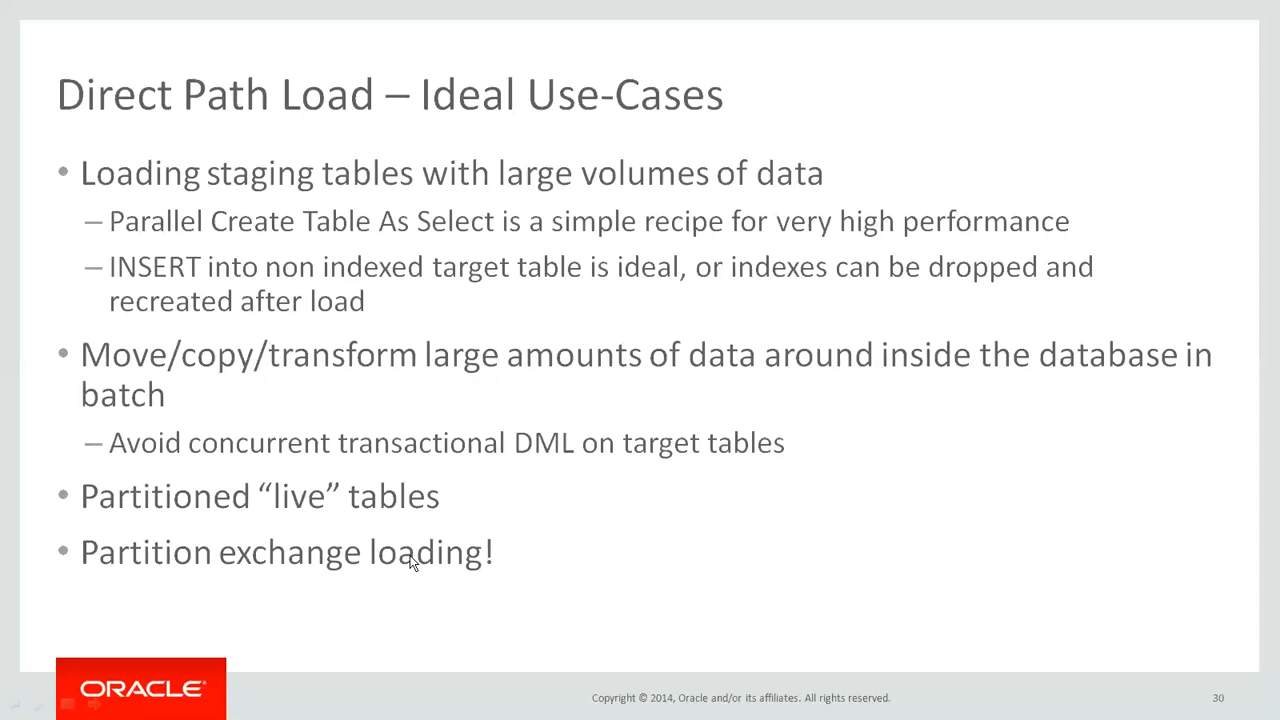 Direct Path Load – Ideal Use-Cases
• Loading staging tables with large volumes of data
– Parallel Create Table As Select is a simple recipe for very high performance
– INSERT into non indexed target table is ideal, or indexes can be dropped and
recreated after load
• Move/copy/transform large amounts of data around inside the database in
batch
– Avoid concurrent transactional DML on target tables
• Partitioned “live” tables
• Partition exchange loading!
ORACLE®
Copyright © 2014, Oracle and/or its affiliates. All rights reserved.
30